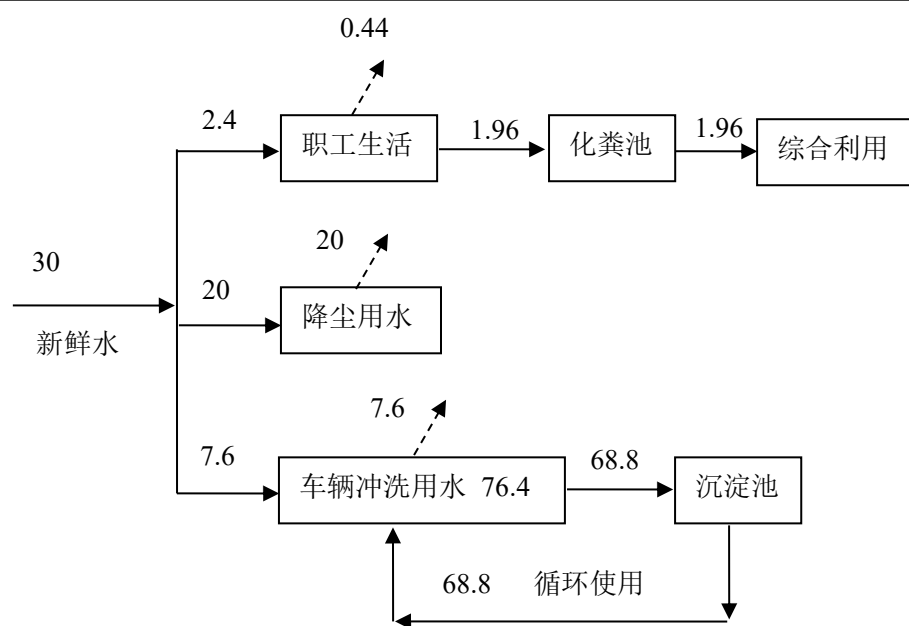 0.44
2.4
职工生活
1.96
化粪池
1.96
综合利用
30
新鲜水
20
20
降尘用水
7.6
7.6
车辆冲洗用水 76.4
68.8
沉淀池
68.8 循环使用